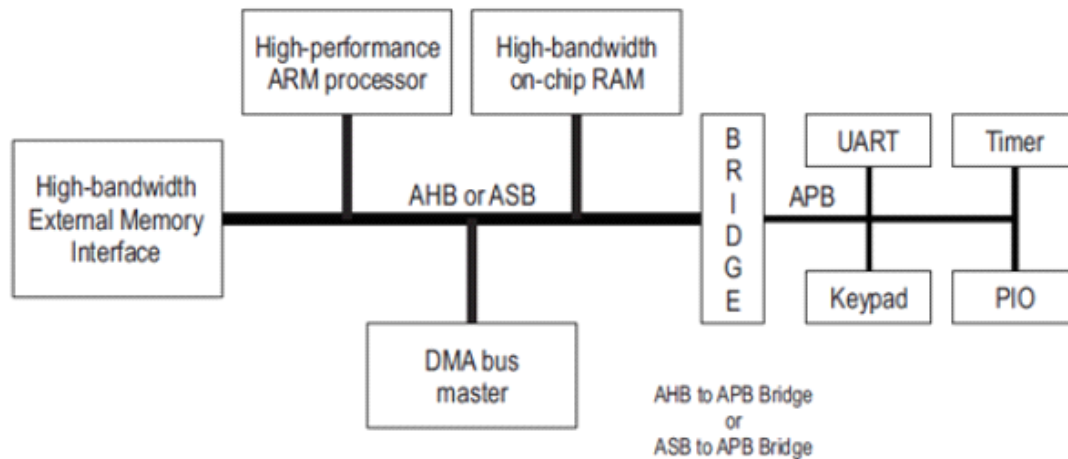 High-performance
ARM processor
High-bandwidth
on-chip RAM
High-bandwidth
External Memory
Interface
AHB or ASB
B
R
I
D
G
E
UART
Timer
APB
Keypad
PIO
DMA bus
master
AHB to APB Bridge
or
ASB to APB Bridge